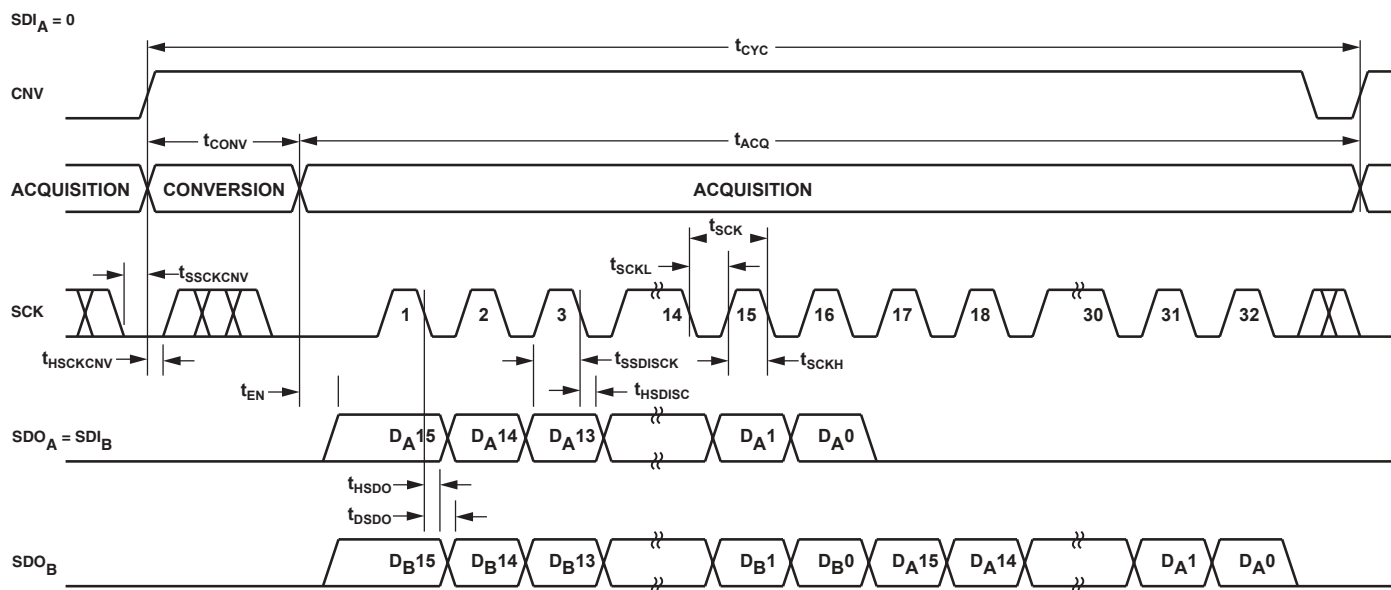 SDIA = 0
tCYC
CNV
tCONV tACQ
ACQUISITION CONVERSION ACQUISITION
tSCK
tSCKL
tSSCKCNV
SCK 1 2 3 14 15 16 17 18 30 31 32
tHSCKCNV tSSDISCK tSCKH
tEN tHSDISC
SDOA = SDIB DA15 DA14 DA13 DA1 DA0
tHSDO
tDSDO
SDOB DB15 DB14 DB13 DB1 DB0 DA15 DA14 DA1 DA0